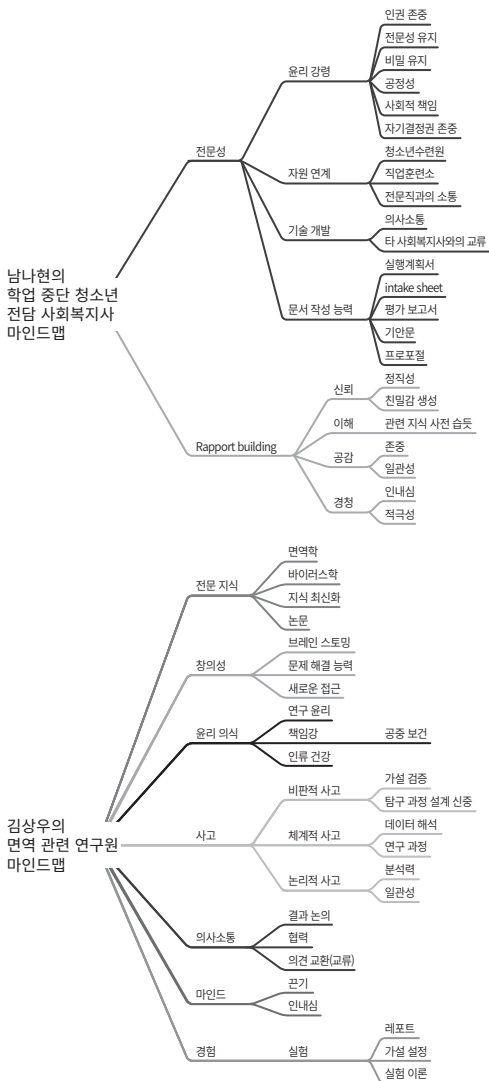 인권 존중
전문성 유지
비밀 유지
공정성
사회적 책임
자기결정권 존중
윤리 강령
청소년수련원
직업훈련소
전문직과의 소통
자원 연계
전문성
의사소통
타 사회복지사와의 교류
기술 개발
실행계획서
intake sheet
평가 보고서
기안문
프로포절
문서 작성 능력
남나현의
학업 중단 청소년
전담 사회복지사
마인드맵
정직성
친밀감 생성
신뢰
이해
관련 지식 사전 습듯
Rapport building
존중
일관성
공감
인내심
적극성
경청
면역학
바이러스학
지식 최신화
논문
전문 지식
브레인 스토밍
문제 해결 능력
새로운 접근
창의성
연구 윤리
책임강
공중 보건
인류 건강
윤리 의식
가설 검증
탐구 과정 설계 신중
비판적 사고
데이터 해석
연구 과정
체계적 사고
사고
분석력
일관성
논리적 사고
김상우의
면역 관련 연구원
마인드맵
결과 논의
협력
의견 교환(교류)
의사소통
끈기
인내심
마인드
레포트
가설 설정
실험 이론
실험
경험